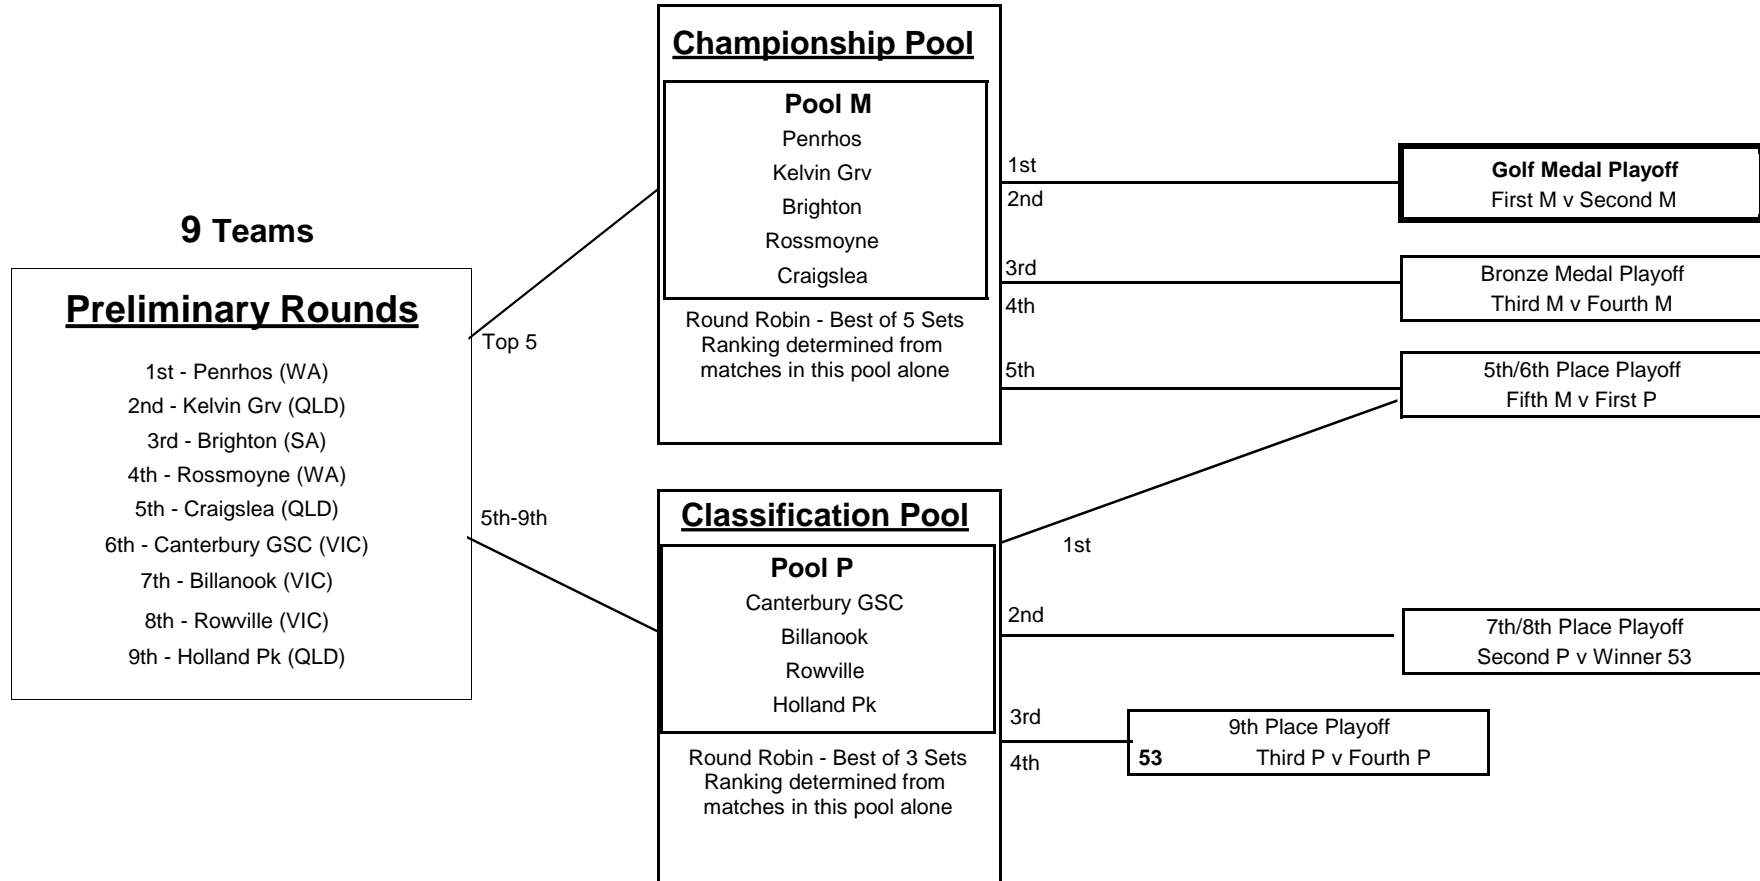 9 Teams
Preliminary Rounds
1st - Penrhos (WA)
2nd - Kelvin Grv (QLD)
3rd - Brighton (SA)
4th - Rossmoyne (WA)
5th - Craigslea (QLD)
6th - Canterbury GSC (VIC)
7th - Billanook (VIC)
8th - Rowville (VIC)
9th - Holland Pk (QLD)
Top 5
5th-9th
Championship Pool
Pool M
Penrhos
Kelvin Grv
Brighton
Rossmoyne
Craigslea
Round Robin - Best of 5 Sets
Ranking determined from
matches in this pool alone
1st
2nd
3rd
4th
5th
Classification Pool
Pool P
Canterbury GSC
Billanook
Rowville
Holland Pk
Round Robin - Best of 3 Sets
Ranking determined from
matches in this pool alone
1st
2nd
3rd
4th
Golf Medal Playoff
First M v Second M
Bronze Medal Playoff
Third M v Fourth M
5th/6th Place Playoff
Fifth M v First P
7th/8th Place Playoff
Second P v Winner 53
9th Place Playoff
53 Third P v Fourth P